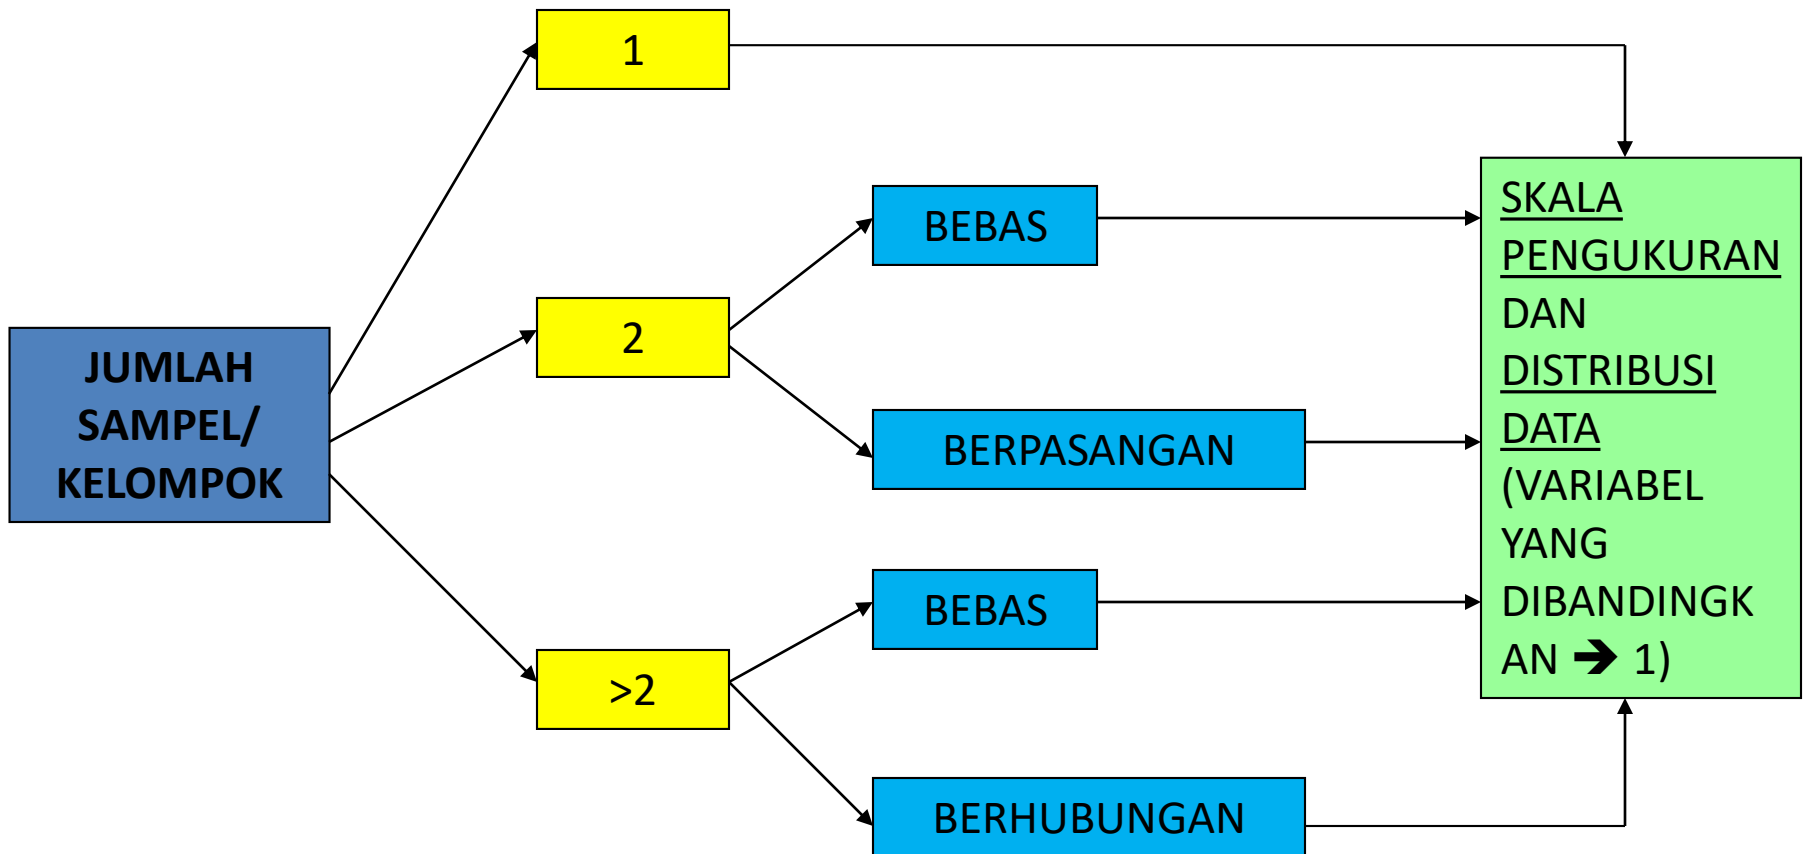 1
JUMLAH
SAMPEL/
KELOMPOK
2
>2
BEBAS
BERPASANGAN
BEBAS
BERHUBUNGAN
SKALA
PENGUKURAN
DAN
DISTRIBUSI
DATA
(VARIABEL
YANG
DIBANDINGK
AN ➔ 1)